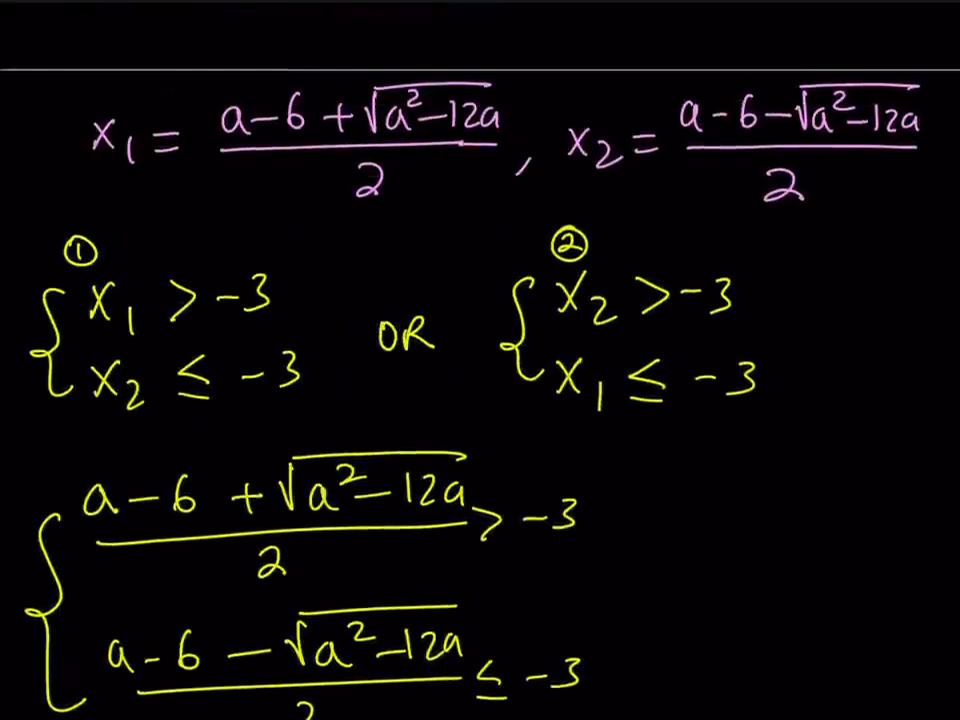 x₁ = (a-6+√(a²-12a))/2 , x₂ = (a-6-√(a²-12a))/2
① ②
{ x₁ > -3 OR { x₂ > -3
x₂ ≤ -3 x₁ ≤ -3
{ (a-6+√(a²-12a))/2 > -3
(a-6-√(a²-12a))/2 ≤ -3